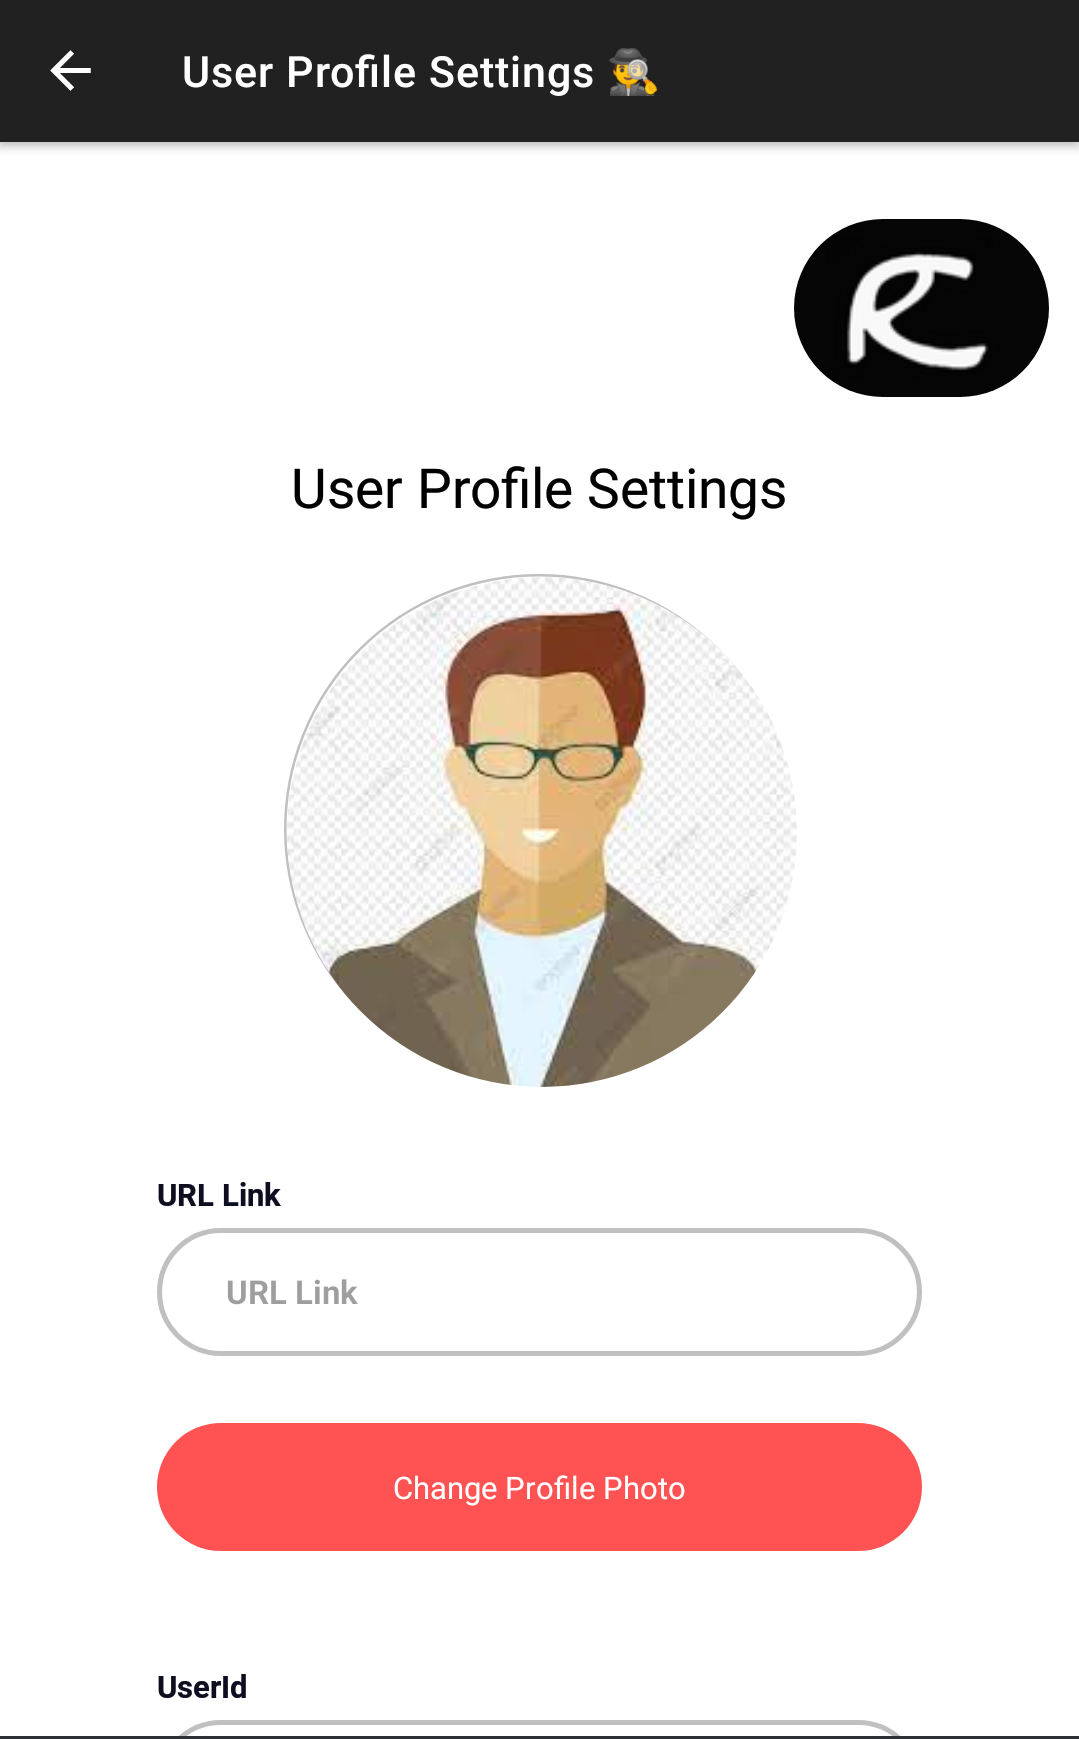 User Profile Settings 🕵️
RC
User Profile Settings
URL Link
URL Link
Change Profile Photo
UserId